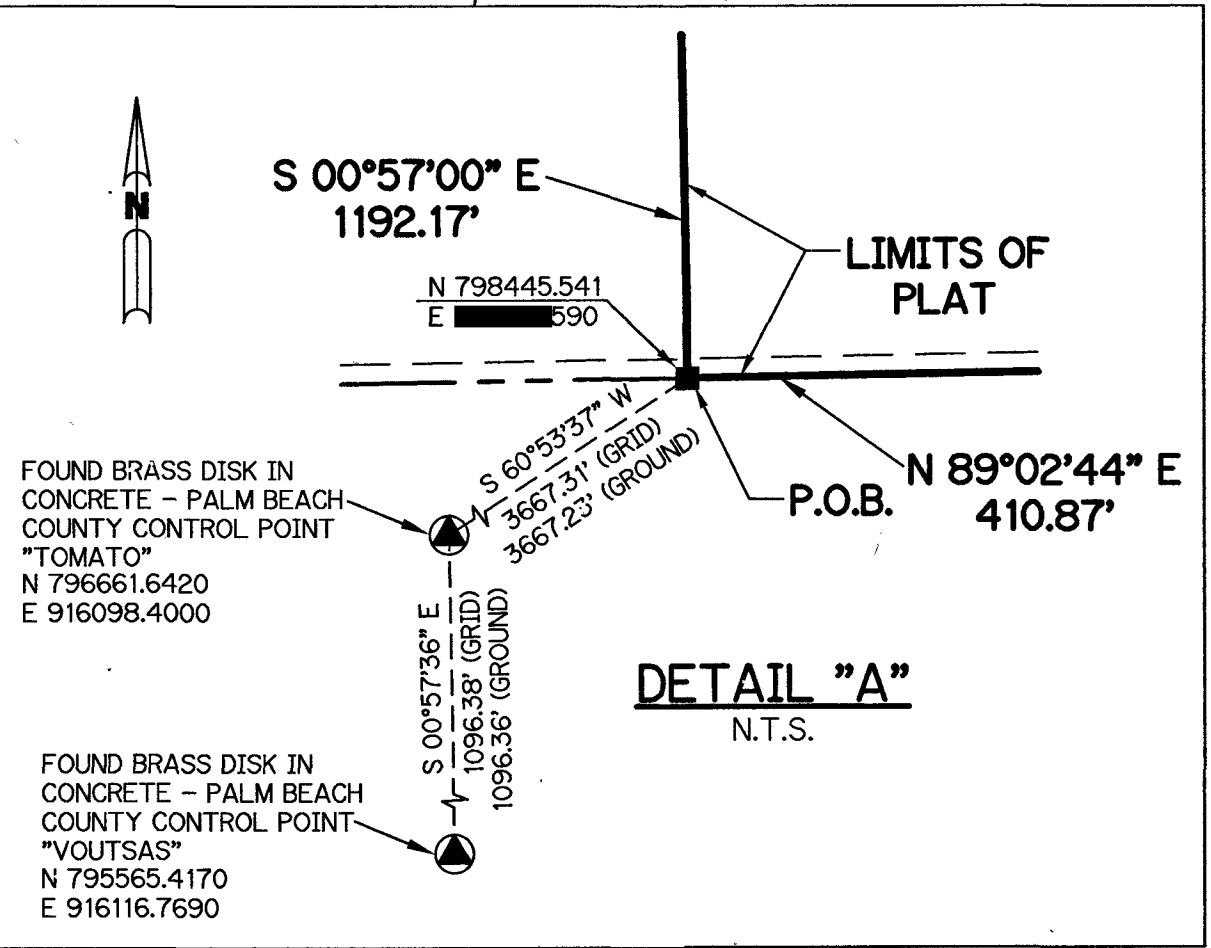 N
S 00°57'00" E
1192.17'
LIMITS OF
PLAT
N 798445.541
E 590
S 60°53'37" W
3667.31' (GRID)
3667.23' (GROUND)
P.O.B.
N 89°02'44" E
410.87'
FOUND BRASS DISK IN
CONCRETE - PALM BEACH
COUNTY CONTROL POINT
"TOMATO"
N 796661.6420
E 916098.4000
S 00°57'36" E
1096.38' (GRID)
1096.36' (GROUND)
DETAIL "A"
N.T.S.
FOUND BRASS DISK IN
CONCRETE - PALM BEACH
COUNTY CONTROL POINT
"VOUTSAS"
N 795565.4170
E 916116.7690